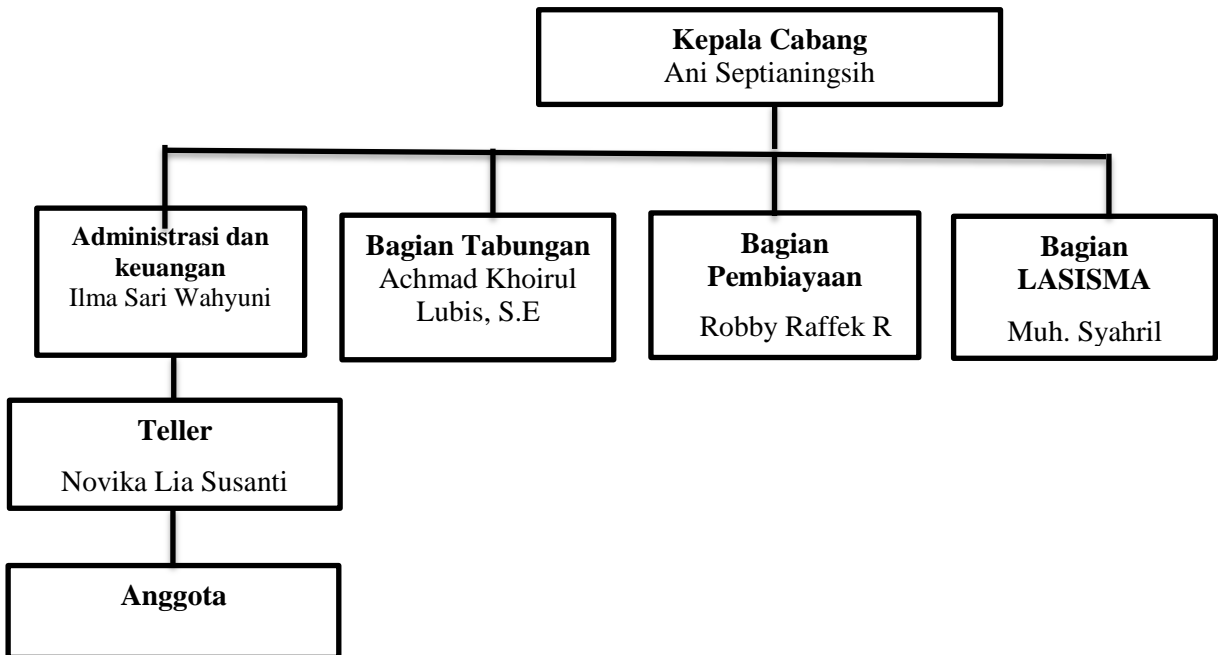 Kepala Cabang
Ani Septianingsih
Administrasi dan
keuangan
Ilma Sari Wahyuni
Bagian Tabungan
Achmad Khoirul
Lubis, S.E
Bagian
Pembiayaan
Robby Raffek R
Bagian
LASISMA
Muh. Syahril
Teller
Novika Lia Susanti
Anggota